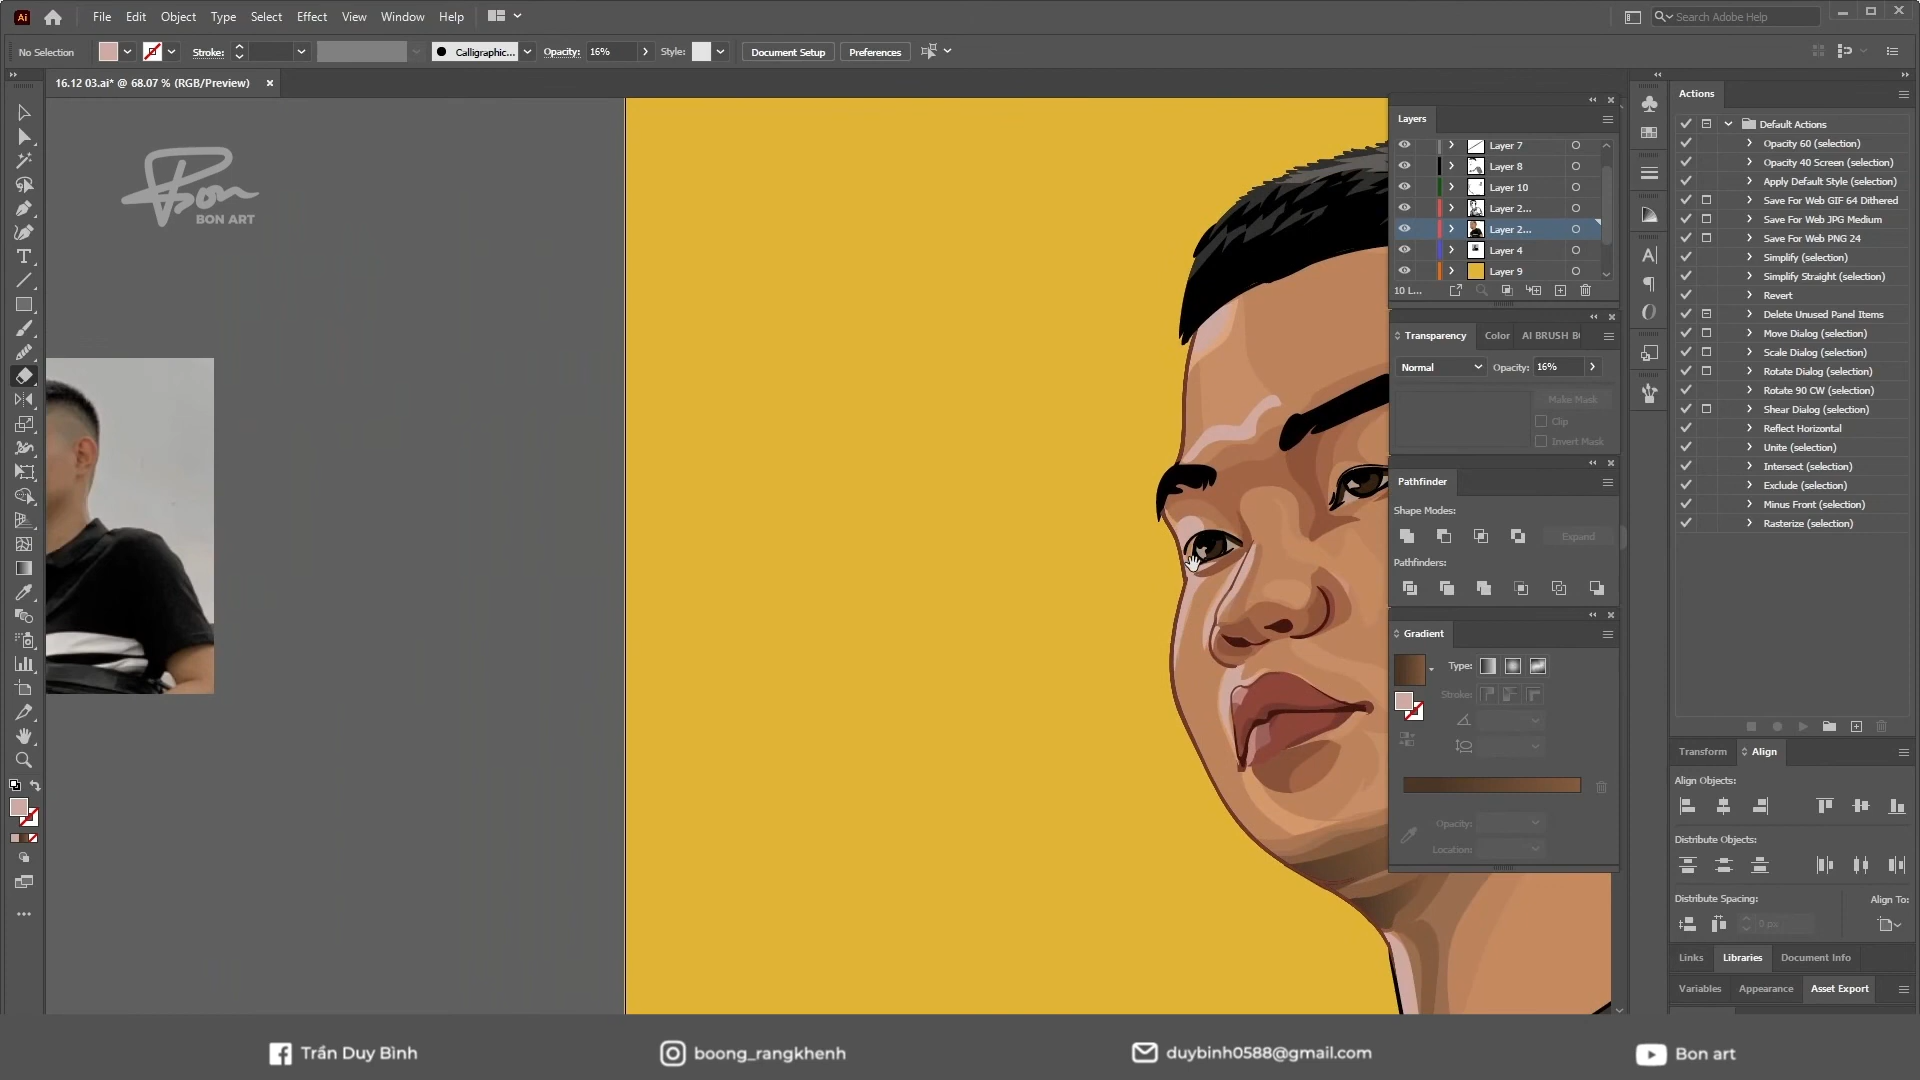 Ai File Edit Object Type Select Effect View Window Help Search Adobe Help
No Selection Stroke: Calligraphic... Opacity: 16% Style: Document Setup Preferences
16.12 03.ai* @ 68.07 % (RGB/Preview)
Bon
BON ART
Layers
Layer 7
Layer 8
Layer 10
Layer 2...
Layer 2...
Layer 4
Layer 9
10 L...
Transparency Color
Normal Opacity: 16%
Make Mask
Clip
Invert Mask
Pathfinder
Shape Modes:
Expand
Pathfinders:
Gradient
Type:
Stroke:
Opacity:
Location:
Actions
Default Actions
Opacity 60 (selection)
Opacity 40 Screen (selection)
Apply Default Style (selection)
Save For Web GIF 64 Dithered
Save For Web JPG Medium
Save For Web PNG 24
Simplify (selection)
Simplify Straight (selection)
Revert
Delete Unused Panel Items
Move Dialog (selection)
Scale Dialog (selection)
Rotate Dialog (selection)
Rotate 90 CW (selection)
Shear Dialog (selection)
Reflect Horizontal
Unite (selection)
Intersect (selection)
Exclude (selection)
Minus Front (selection)
Rasterize (selection)
Transform Align
Align Objects:
Distribute Objects:
Distribute Spacing: Align To:
0 px
Links Libraries Document Info
Variables Appearance Asset Export
Trần Duy Bình boong_rangkhenh duybinh0588@gmail.com Bon art